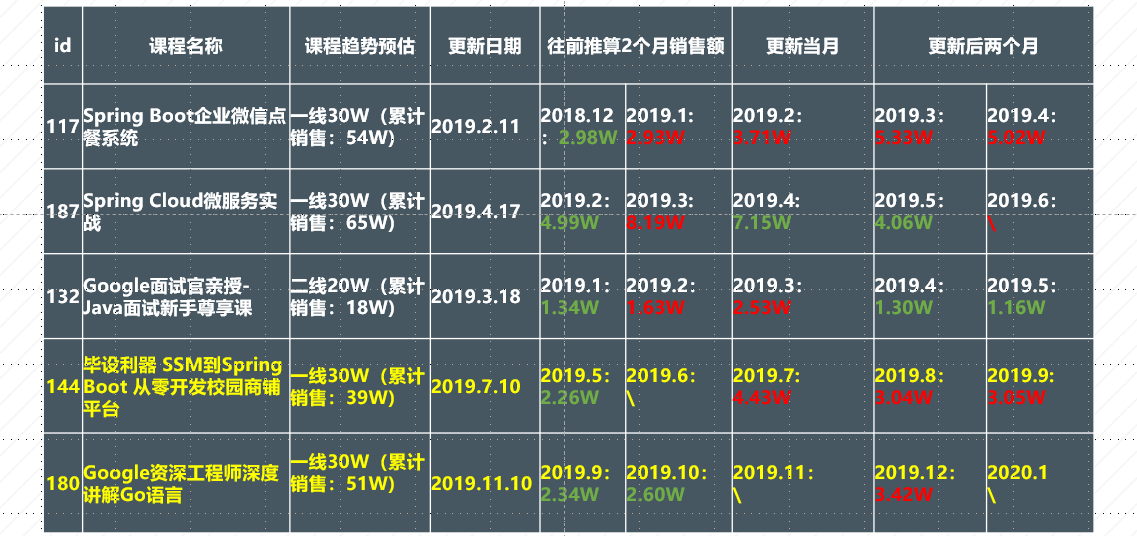 id 课程名称 课程趋势预估 更新日期 往前推算2个月销售额 更新当月 更新后两个月
117
Spring Boot企业微信点
餐系统
一线30W（累计
销售：54W）
2019.2.11
2018.12
：2.98W
2019.1：
2.93W
2019.2：
3.71W
2019.3：
5.33W
2019.4：
5.02W
187
Spring Cloud微服务实
战
一线30W（累计
销售：65W）
2019.4.17
2019.2：
4.99W
2019.3：
8.19W
2019.4：
7.15W
2019.5：
4.06W
2019.6：
\
132
Google面试官亲授-
Java面试新手尊享课
二线20W（累计
销售：18W）
2019.3.18
2019.1：
1.34W
2019.2：
1.63W
2019.3：
2.53W
2019.4：
1.30W
2019.5：
1.16W
144
毕设利器 SSM到Spring
Boot 从零开发校园商铺
平台
一线30W（累计
销售：39W）
2019.7.10
2019.5：
2.26W
2019.6：
\
2019.7：
4.43W
2019.8：
3.04W
2019.9：
3.05W
180
Google资深工程师深度
讲解Go语言
一线30W（累计
销售：51W）
2019.11.10
2019.9：
2.34W
2019.10：
2.60W
2019.11：
\
2019.12：
3.42W
2020.1
\